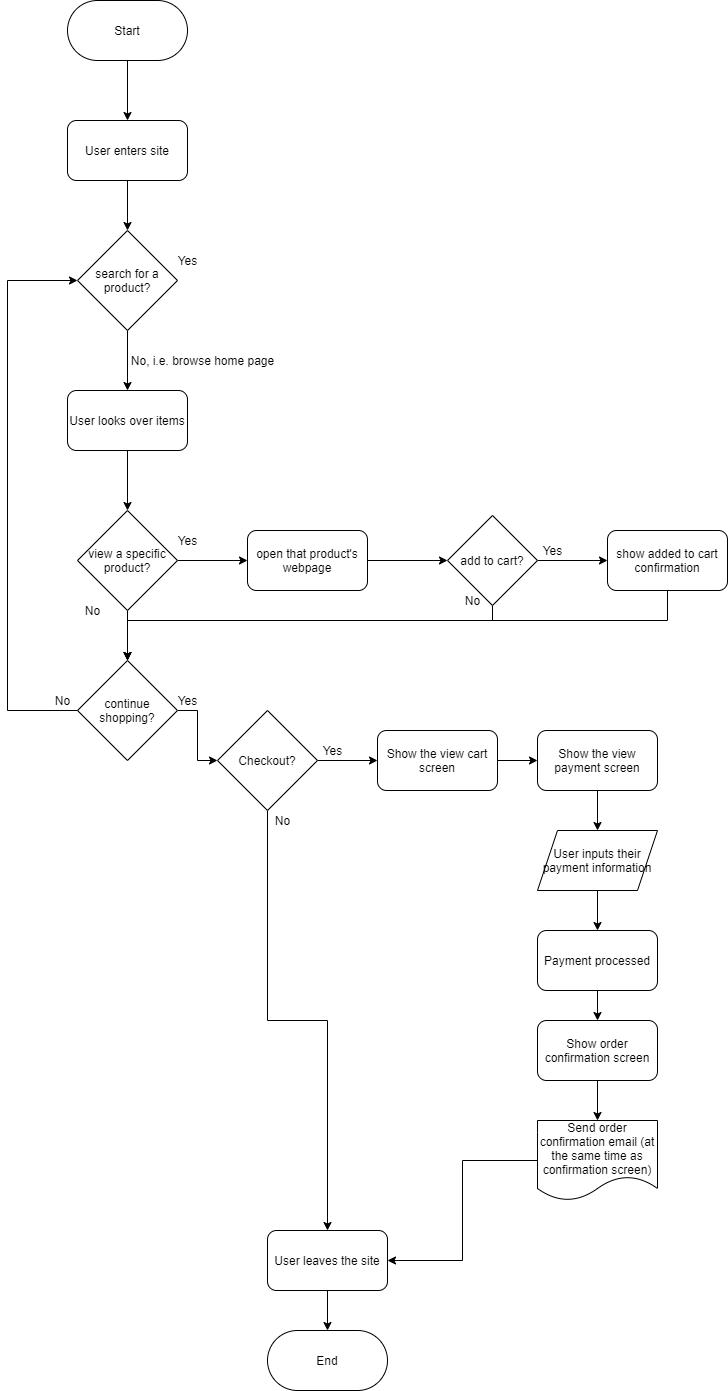 Start
User enters site
Yes
search for a
product?
No, i.e. browse home page
User looks over items
Yes
view a specific
product?
open that product's
webpage
add to cart?
Yes
show added to cart
confirmation
No
No
No
continue
shopping?
Yes
Checkout?
Yes
Show the view cart
screen
Show the view
payment screen
No
User inputs their
payment information
Payment processed
Show order
confirmation screen
Send order
confirmation email (at
the same time as
confirmation screen)
User leaves the site
End